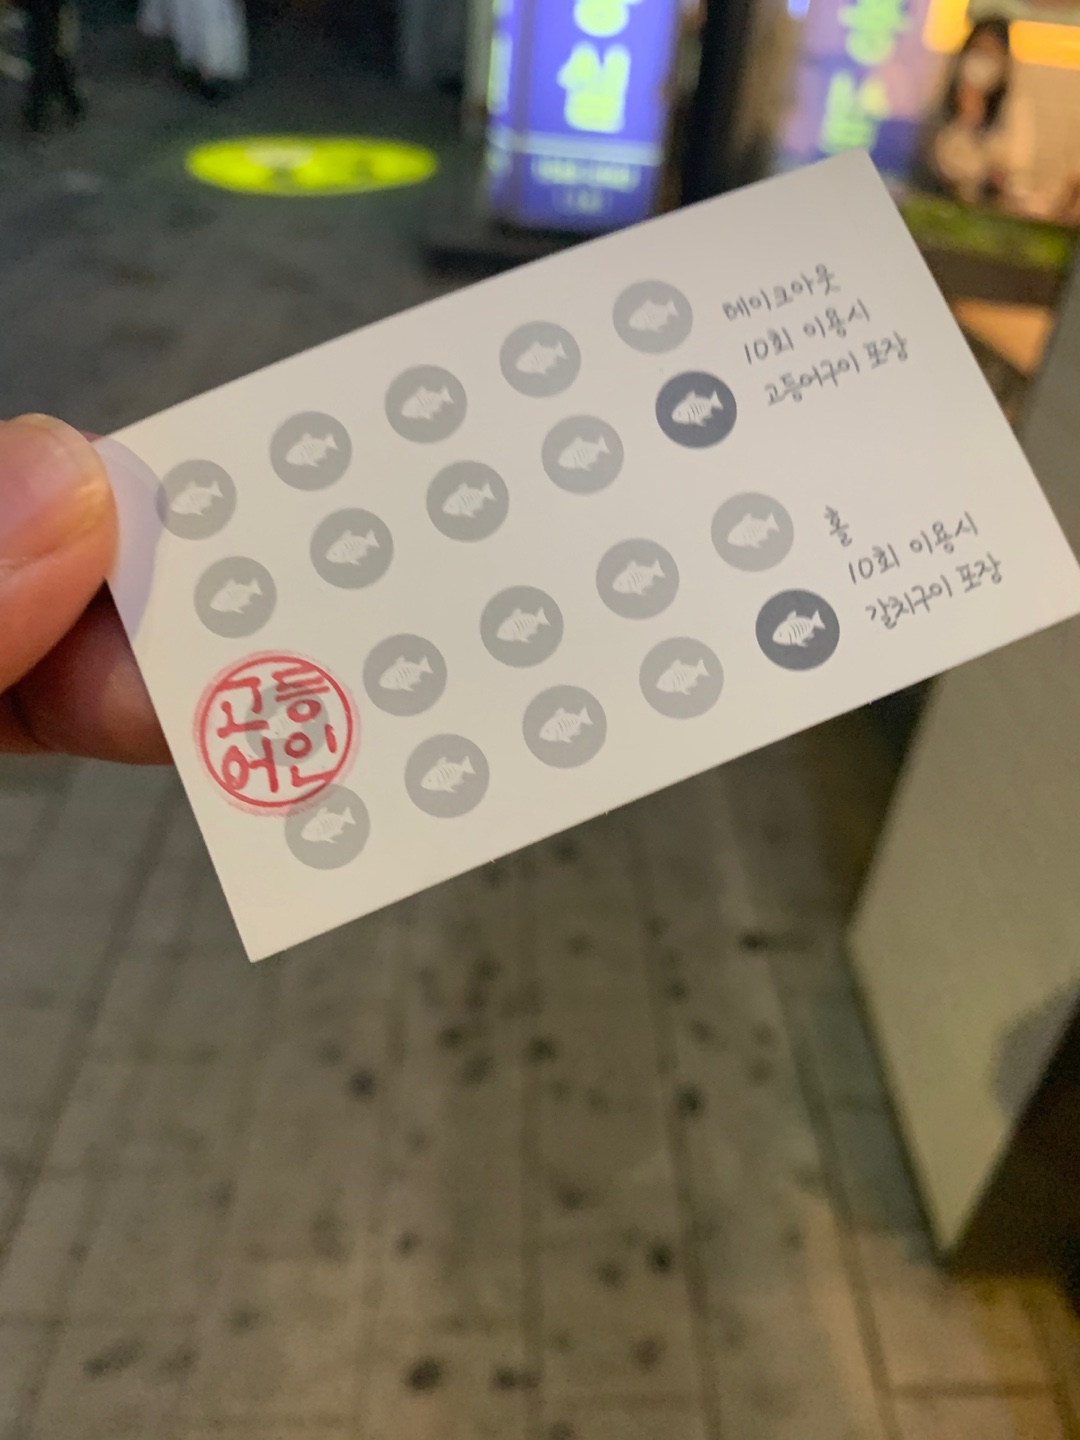 테이크아웃
10회 이용시
고등어구이 포장
홀
10회 이용시
갈치구이 포장
고등
어인
실